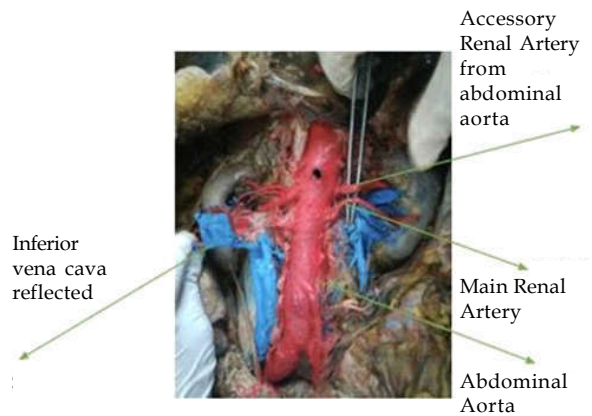 Accessory
Renal Artery
from
abdominal
aorta
Inferior
vena cava
reflected
Main Renal
Artery
Abdominal
Aorta